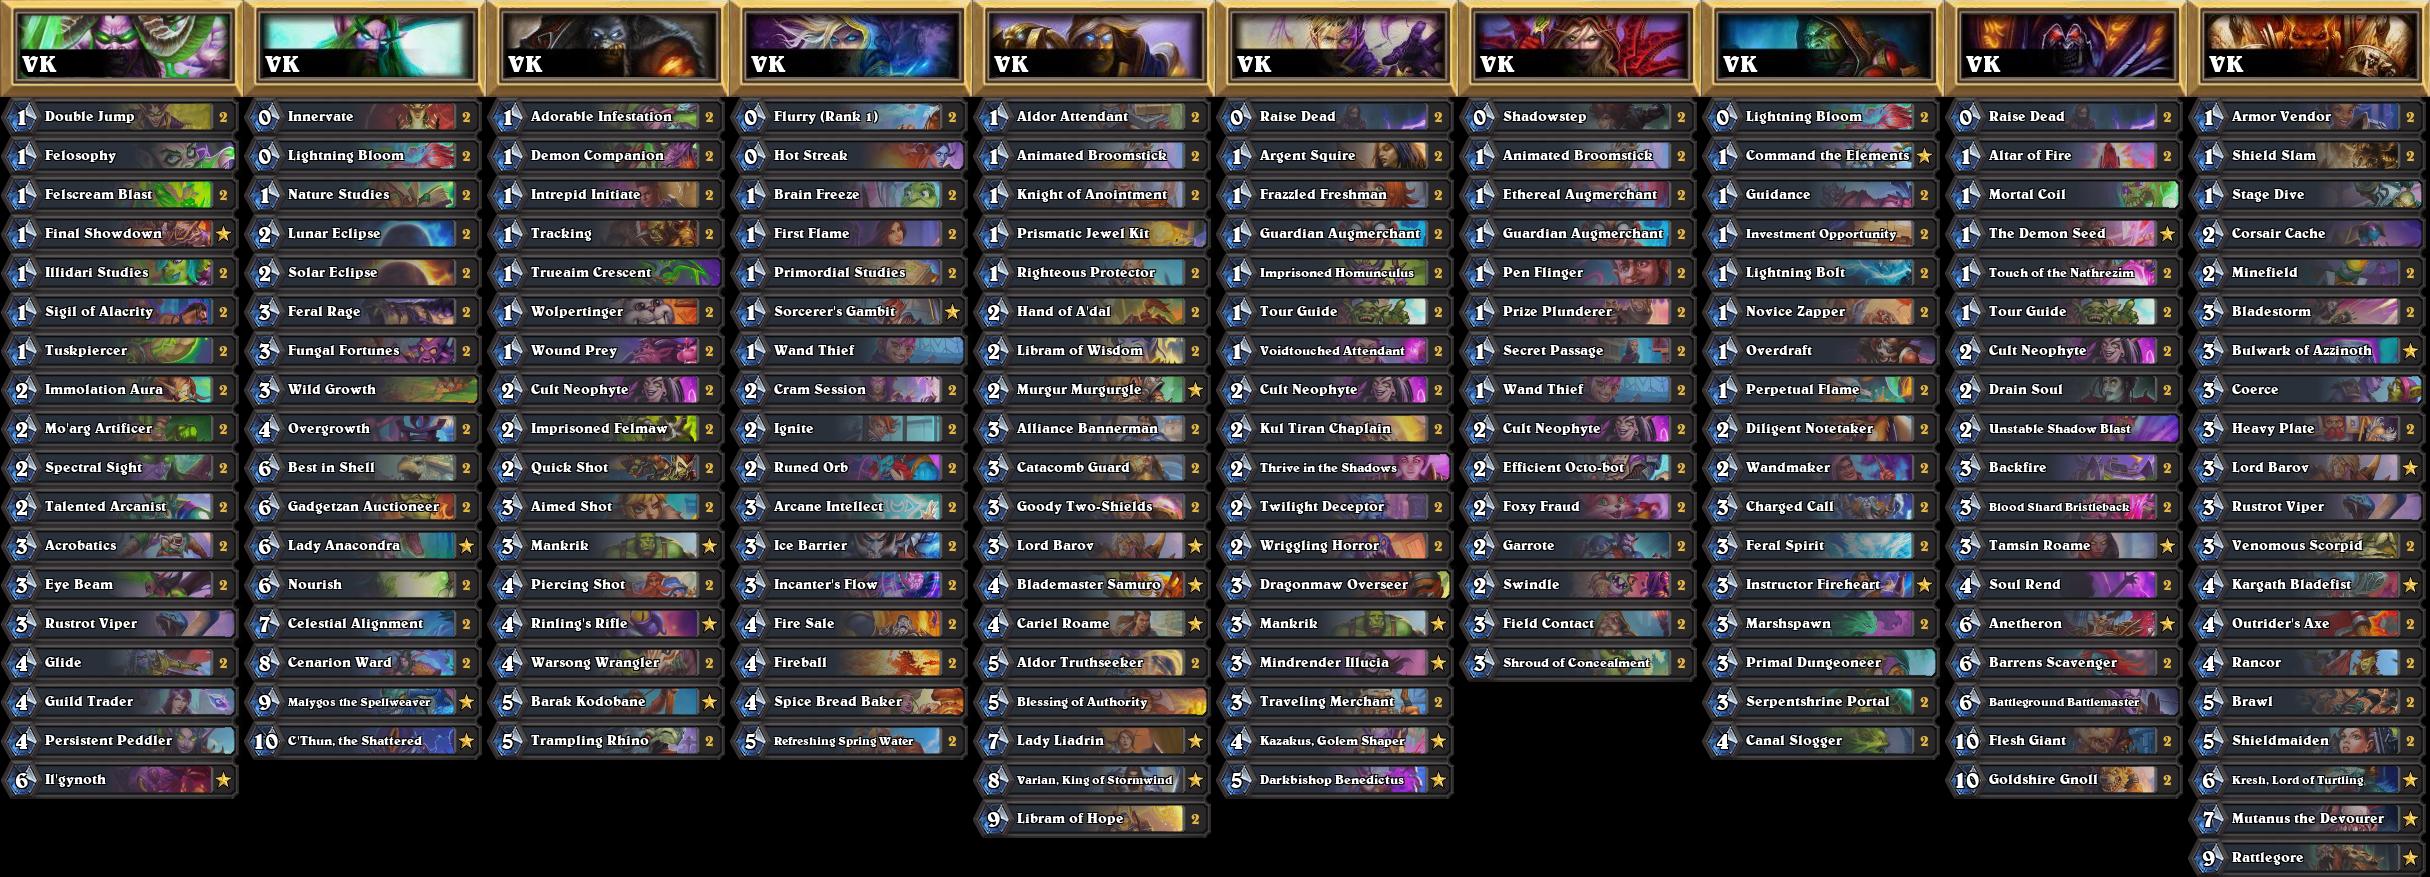 VK
1 Double Jump 2
1 Felosophy
1 Felscream Blast 2
1 Final Showdown
1 Illidari Studies 2
1 Sigil of Alacrity 2
1 Tuskpiercer 2
2 Immolation Aura 2
2 Mo'arg Artificer 2
2 Spectral Sight 2
2 Talented Arcanist 2
3 Acrobatics 2
3 Eye Beam 2
3 Rustrot Viper
4 Glide 2
4 Guild Trader
4 Persistent Peddler
6 Il'gynoth
VK
0 Innervate 2
0 Lightning Bloom 2
1 Nature Studies 2
2 Lunar Eclipse 2
2 Solar Eclipse 2
3 Feral Rage 2
3 Fungal Fortunes 2
3 Wild Growth
4 Overgrowth 2
6 Best in Shell 2
6 Gadgetzan Auctioneer 2
6 Lady Anacondra
6 Nourish 2
7 Celestial Alignment 2
8 Cenarion Ward 2
9 Malygos the Spellweaver
10 C'Thun, the Shattered
VK
1 Adorable Infestation 2
1 Demon Companion 2
1 Intrepid Initiate 2
1 Tracking 2
1 Trueaim Crescent
1 Wolpertinger 2
1 Wound Prey 2
2 Cult Neophyte 2
2 Imprisoned Felmaw 2
2 Quick Shot 2
3 Aimed Shot 2
3 Mankrik
4 Piercing Shot 2
4 Rinling's Rifle
4 Warsong Wrangler 2
5 Barak Kodobane
5 Trampling Rhino 2
VK
0 Flurry (Rank 1) 2
0 Hot Streak
1 Brain Freeze 2
1 First Flame 2
1 Primordial Studies 2
1 Sorcerer's Gambit
1 Wand Thief
2 Cram Session 2
2 Ignite 2
2 Runed Orb 2
3 Arcane Intellect 2
3 Ice Barrier 2
3 Incanter's Flow 2
4 Fire Sale 2
4 Fireball 2
4 Spice Bread Baker
5 Refreshing Spring Water 2
VK
1 Aldor Attendant 2
1 Animated Broomstick 2
1 Knight of Anointment 2
1 Prismatic Jewel Kit
1 Righteous Protector 2
2 Hand of A'dal 2
2 Libram of Wisdom 2
2 Murgur Murgurgle
3 Alliance Bannerman 2
3 Catacomb Guard 2
3 Goody Two-Shields 2
3 Lord Barov
4 Blademaster Samuro
4 Cariel Roame
5 Aldor Truthseeker 2
5 Blessing of Authority
7 Lady Liadrin
8 Varian, King of Stormwind
9 Libram of Hope 2
VK
0 Raise Dead 2
1 Argent Squire 2
1 Frazzled Freshman 2
1 Guardian Augmerchant 2
1 Imprisoned Homunculus 2
1 Tour Guide 2
1 Voidtouched Attendant 2
2 Cult Neophyte 2
2 Kul Tiran Chaplain 2
2 Thrive in the Shadows
2 Twilight Deceptor 2
2 Wriggling Horror 2
3 Dragonmaw Overseer
3 Mankrik
3 Mindrender Illucia
3 Traveling Merchant 2
4 Kazakus, Golem Shaper
5 Darkbishop Benedictus
VK
0 Shadowstep 2
1 Animated Broomstick 2
1 Ethereal Augmerchant 2
1 Guardian Augmerchant 2
1 Pen Flinger 2
1 Prize Plunderer 2
1 Secret Passage 2
1 Wand Thief 2
2 Cult Neophyte 2
2 Efficient Octo-bot 2
2 Foxy Fraud 2
2 Garrote 2
2 Swindle 2
3 Field Contact 2
3 Shroud of Concealment 2
VK
0 Lightning Bloom 2
1 Command the Elements
1 Guidance 2
1 Investment Opportunity 2
1 Lightning Bolt 2
1 Novice Zapper 2
1 Overdraft
1 Perpetual Flame 2
2 Diligent Notetaker 2
2 Wandmaker 2
3 Charged Call 2
3 Feral Spirit 2
3 Instructor Fireheart
3 Marshspawn 2
3 Primal Dungeoneer
3 Serpentshrine Portal 2
4 Canal Slogger 2
VK
0 Raise Dead 2
1 Altar of Fire 2
1 Mortal Coil
1 The Demon Seed
1 Touch of the Nathrezim 2
1 Tour Guide 2
2 Cult Neophyte 2
2 Drain Soul 2
2 Unstable Shadow Blast
3 Backfire 2
3 Blood Shard Bristleback 2
3 Tamsin Roame
4 Soul Rend 2
6 Anetheron
6 Barrens Scavenger 2
6 Battleground Battlemaster
10 Flesh Giant 2
10 Goldshire Gnoll 2
VK
1 Armor Vendor 2
1 Shield Slam 2
1 Stage Dive
2 Corsair Cache
2 Minefield 2
3 Bladestorm 2
3 Bulwark of Azzinoth
3 Coerce
3 Heavy Plate 2
3 Lord Barov
3 Rustrot Viper
3 Venomous Scorpid 2
4 Kargath Bladefist
4 Outrider's Axe 2
4 Rancor 2
5 Brawl 2
5 Shieldmaiden 2
6 Kresh, Lord of Turtling
7 Mutanus the Devourer
9 Rattlegore